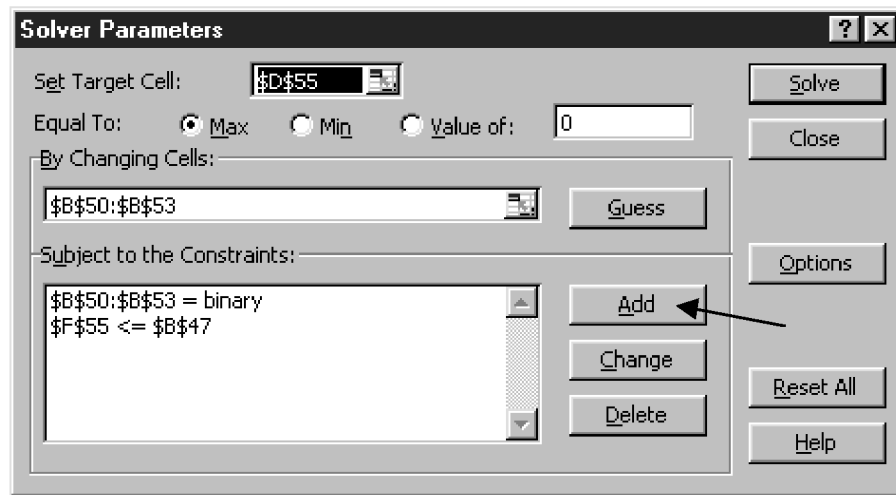 Solver Parameters ? X
Set Target Cell: $D$55 Solve
Equal To: Max Min Value of: 0
Close
By Changing Cells:
$B$50:$B$53 Guess
Subject to the Constraints: Options
$B$50:$B$53 = binary Add
$F$55 <= $B$47
Change
Reset All
Delete
Help